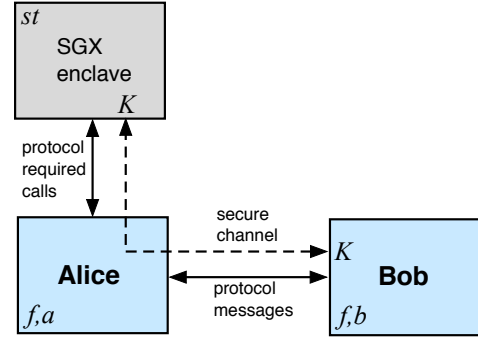 st
SGX
enclave
K
protocol
required
calls
secure
channel
Alice
f,a
K
Bob
f,b
protocol
messages